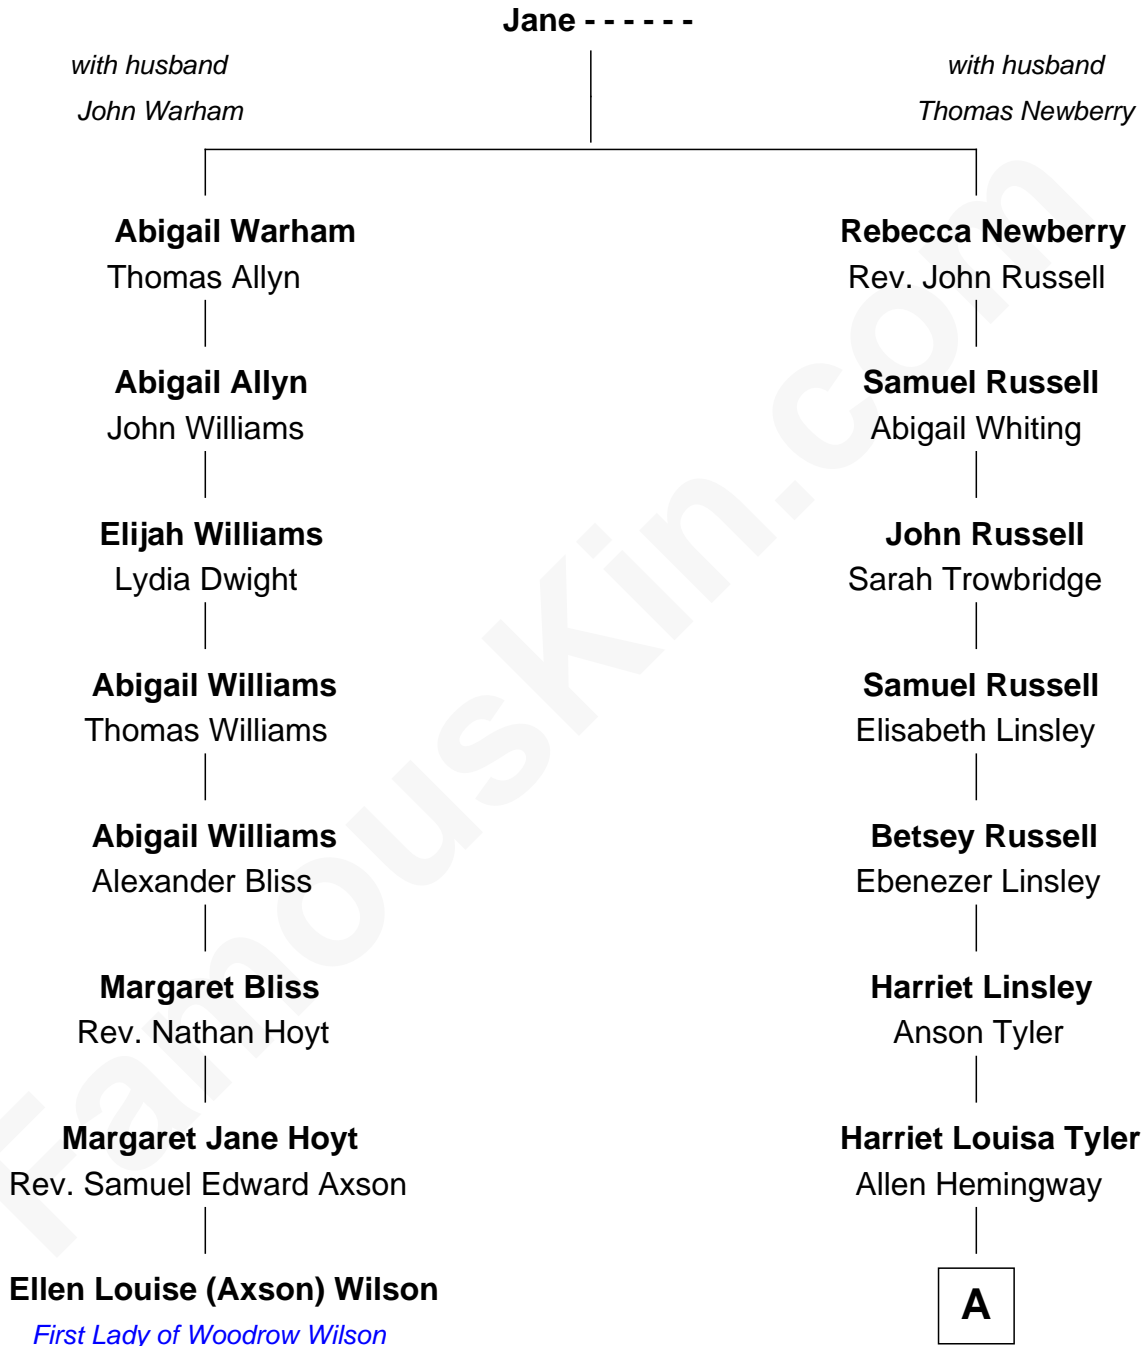 Jane - - - - - -
with husband
John Warham
with husband
Thomas Newberry
Abigail Warham
Thomas Allyn
Rebecca Newberry
Rev. John Russell
Abigail Allyn
John Williams
Samuel Russell
Abigail Whiting
Elijah Williams
Lydia Dwight
John Russell
Sarah Trowbridge
Abigail Williams
Thomas Williams
Samuel Russell
Elisabeth Linsley
Abigail Williams
Alexander Bliss
Betsey Russell
Ebenezer Linsley
Margaret Bliss
Rev. Nathan Hoyt
Harriet Linsley
Anson Tyler
Margaret Jane Hoyt
Rev. Samuel Edward Axson
Harriet Louisa Tyler
Allen Hemingway
Ellen Louise (Axson) Wilson
First Lady of Woodrow Wilson
A
FamousKin.com